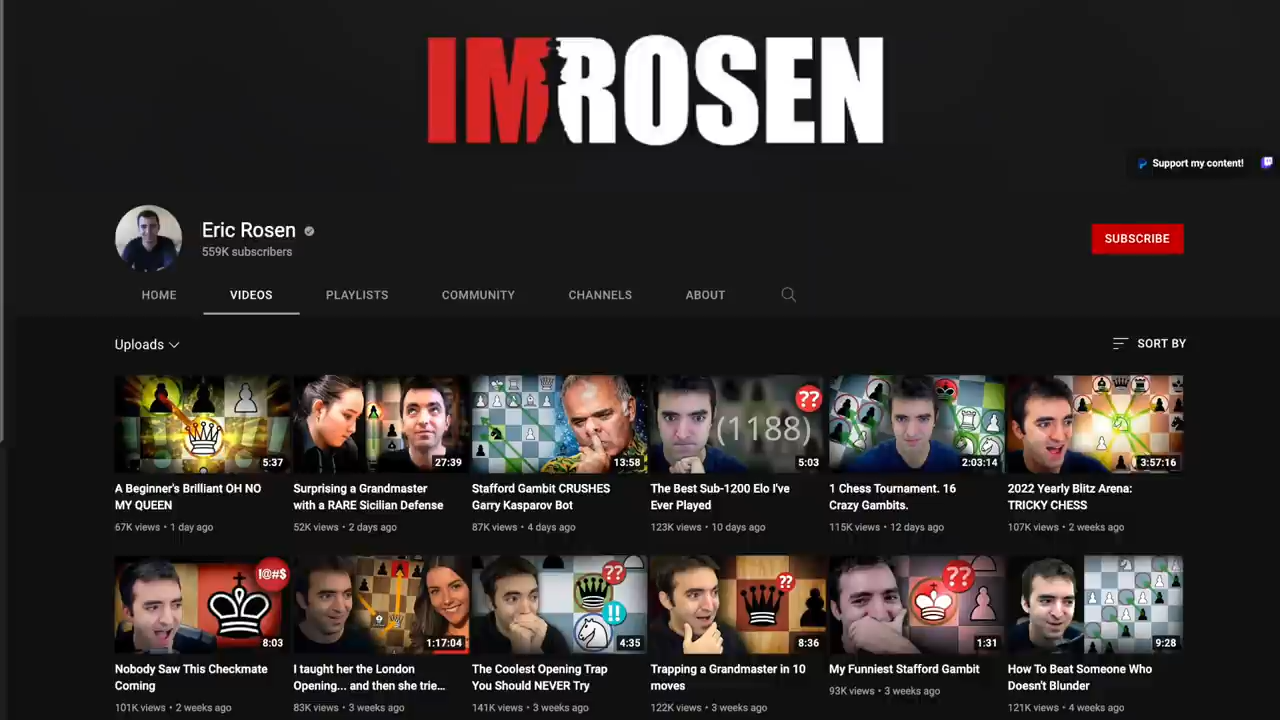 IMROSEN
Support my content!
Eric Rosen
559K subscribers
SUBSCRIBE
HOME VIDEOS PLAYLISTS COMMUNITY CHANNELS ABOUT
Uploads
SORT BY
5:37
27:39
13:58
??
(1188)
5:03
2:03:14
3:57:16
A Beginner's Brilliant OH NO
MY QUEEN
67K views • 1 day ago
Surprising a Grandmaster
with a RARE Sicilian Defense
52K views • 2 days ago
Stafford Gambit CRUSHES
Garry Kasparov Bot
87K views • 4 days ago
The Best Sub-1200 Elo I've
Ever Played
123K views • 10 days ago
1 Chess Tournament. 16
Crazy Gambits.
115K views • 12 days ago
2022 Yearly Blitz Arena:
TRICKY CHESS
107K views • 2 weeks ago
!@#$
8:03
1:17:04
??
!!
4:35
??
8:36
??
1:31
9:28
Nobody Saw This Checkmate
Coming
101K views • 2 weeks ago
I taught her the London
Opening... and then she trie...
83K views • 3 weeks ago
The Coolest Opening Trap
You Should NEVER Try
141K views • 3 weeks ago
Trapping a Grandmaster in 10
moves
122K views • 3 weeks ago
My Funniest Stafford Gambit
93K views • 3 weeks ago
How To Beat Someone Who
Doesn't Blunder
121K views • 4 weeks ago